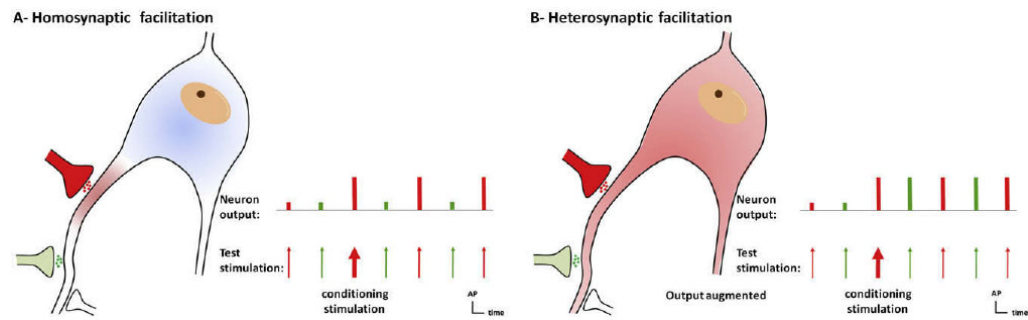 A- Homosynaptic facilitation
Neuron
output:
Test
stimulation:
conditioning
stimulation
AP
time
B- Heterosynaptic facilitation
Neuron
output:
Test
stimulation:
Output augmented
conditioning
stimulation
AP
time